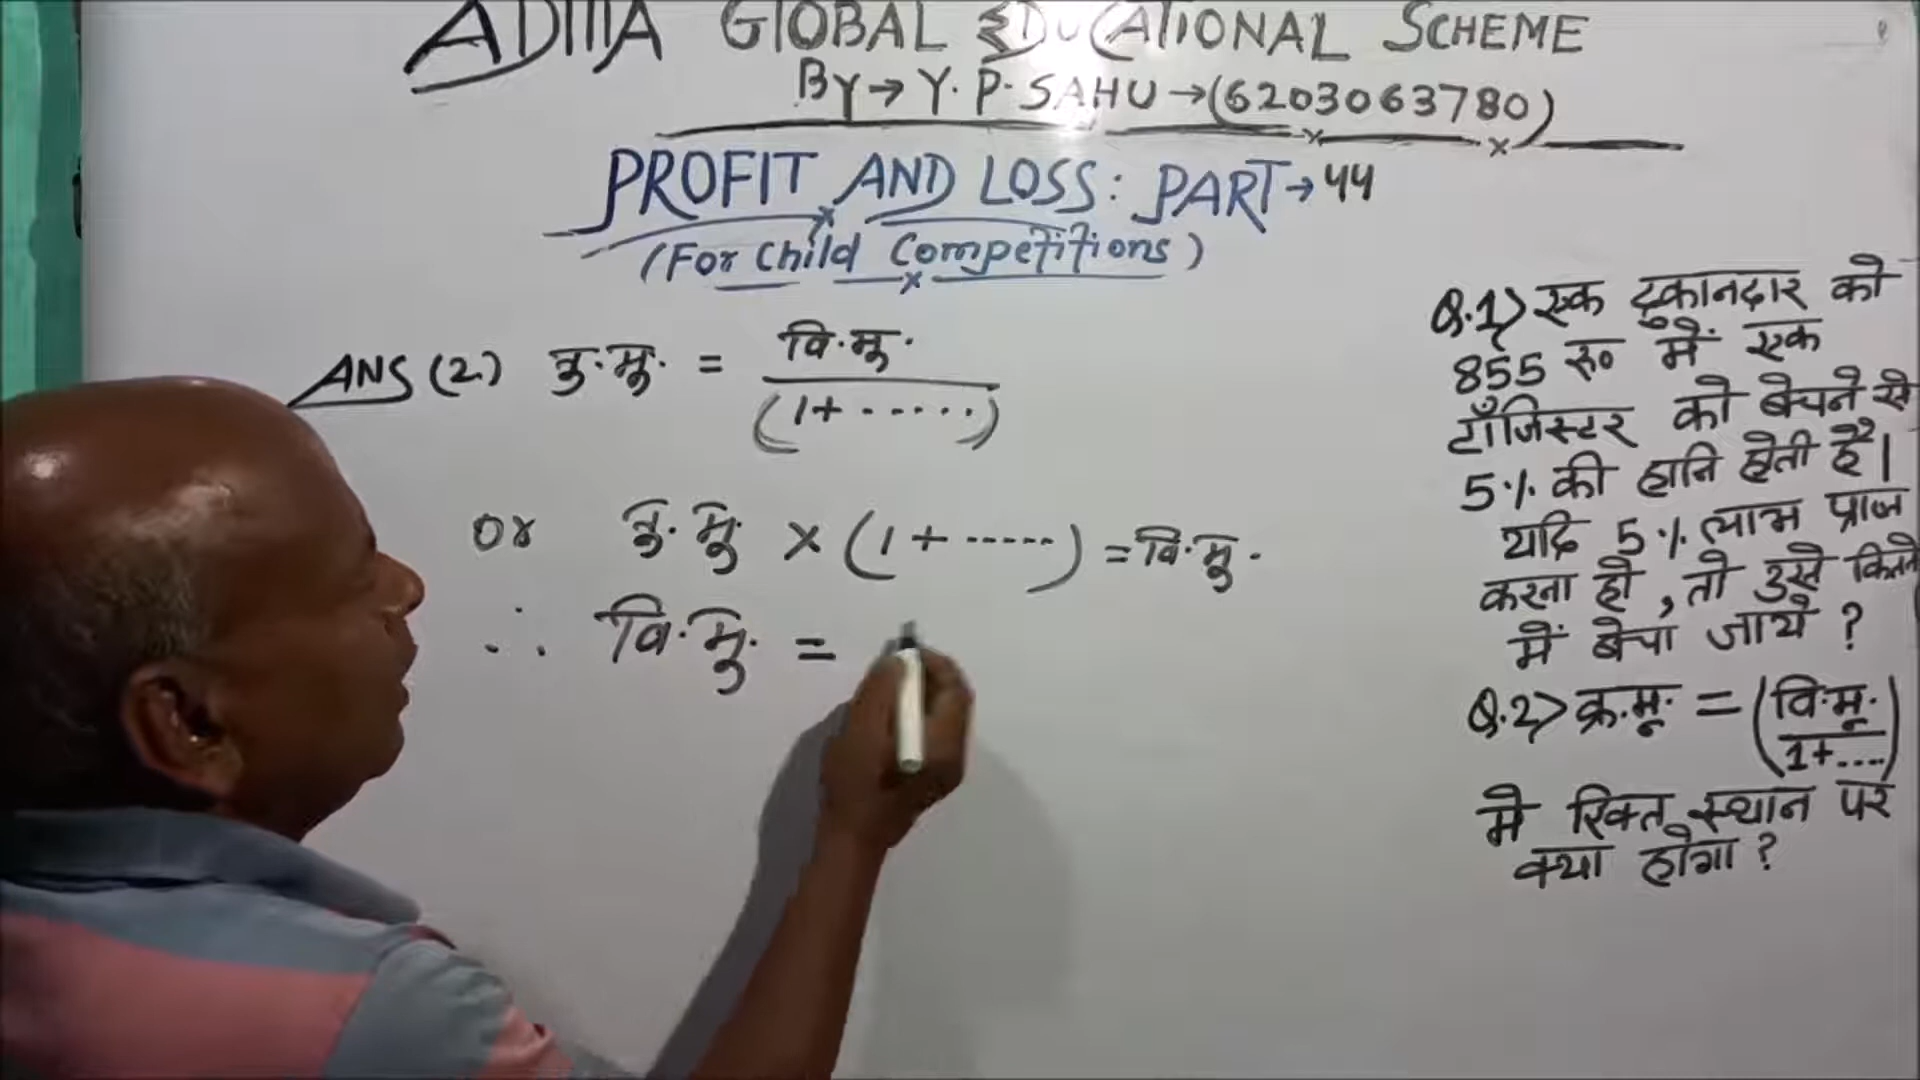 ADITYA GLOBAL EDUCATIONAL SCHEME
BY → Y. P. SAHU → (6203063780)
PROFIT AND LOSS: PART → 44
(For Child Competitions)
ANS (2) क्र.मू. = वि.मू. / (1+ ......)
or क्र.मू × (1 + .....) = वि.मू.
∴ वि.मू. =
Q.1> एक दुकानदार को
855 रू० में एक
ट्राँजिस्टर को बेचने से
5% की हानि होती है।
यदि 5% लाभ प्राप्त
करना हो, तो उसे कितने
में बेचा जाये ?
Q.2> क्र.मू. = (वि.मू. / 1+....)
में रिक्त स्थान पर
क्या होगा ?